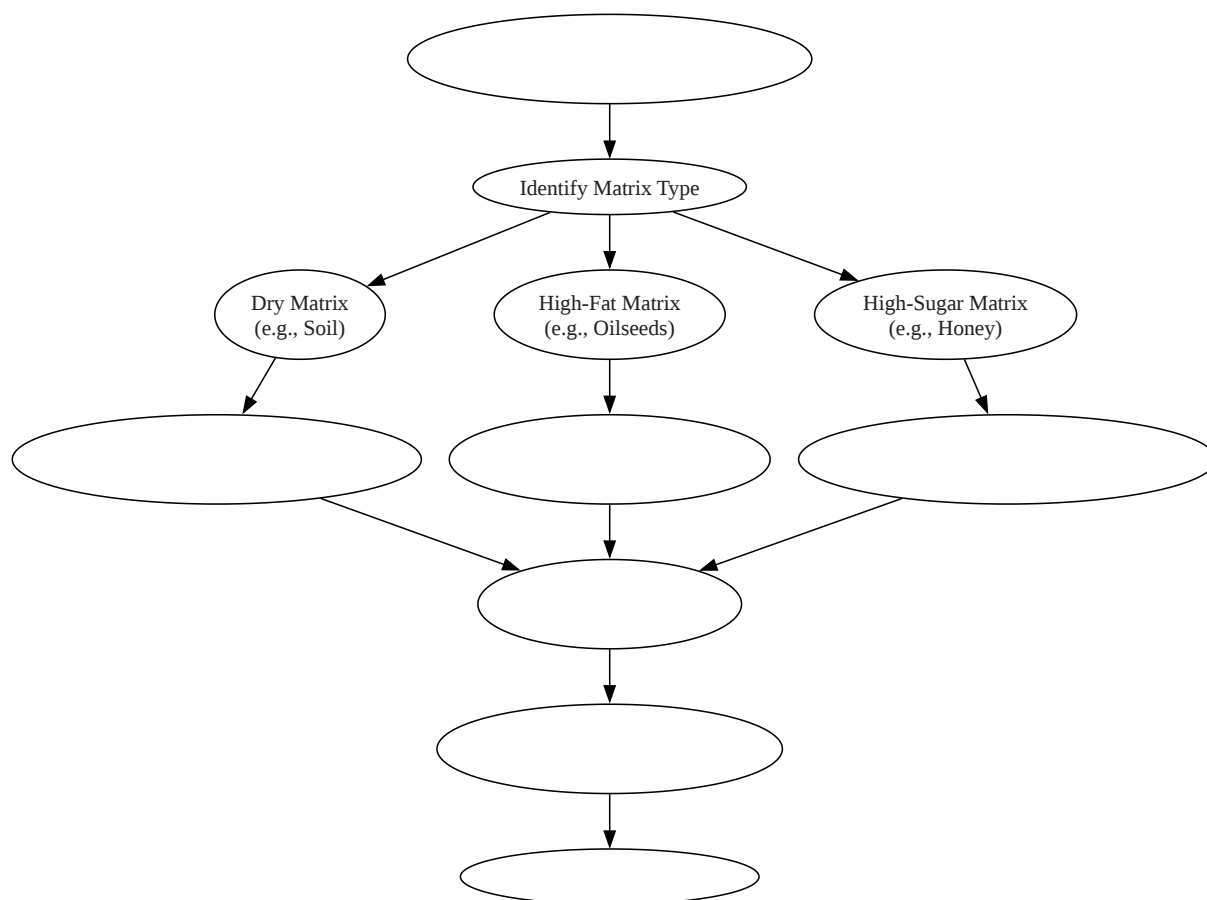 Identify Matrix Type
Dry Matrix
(e.g., Soil)
High-Fat Matrix
(e.g., Oilseeds)
High-Sugar Matrix
(e.g., Honey)